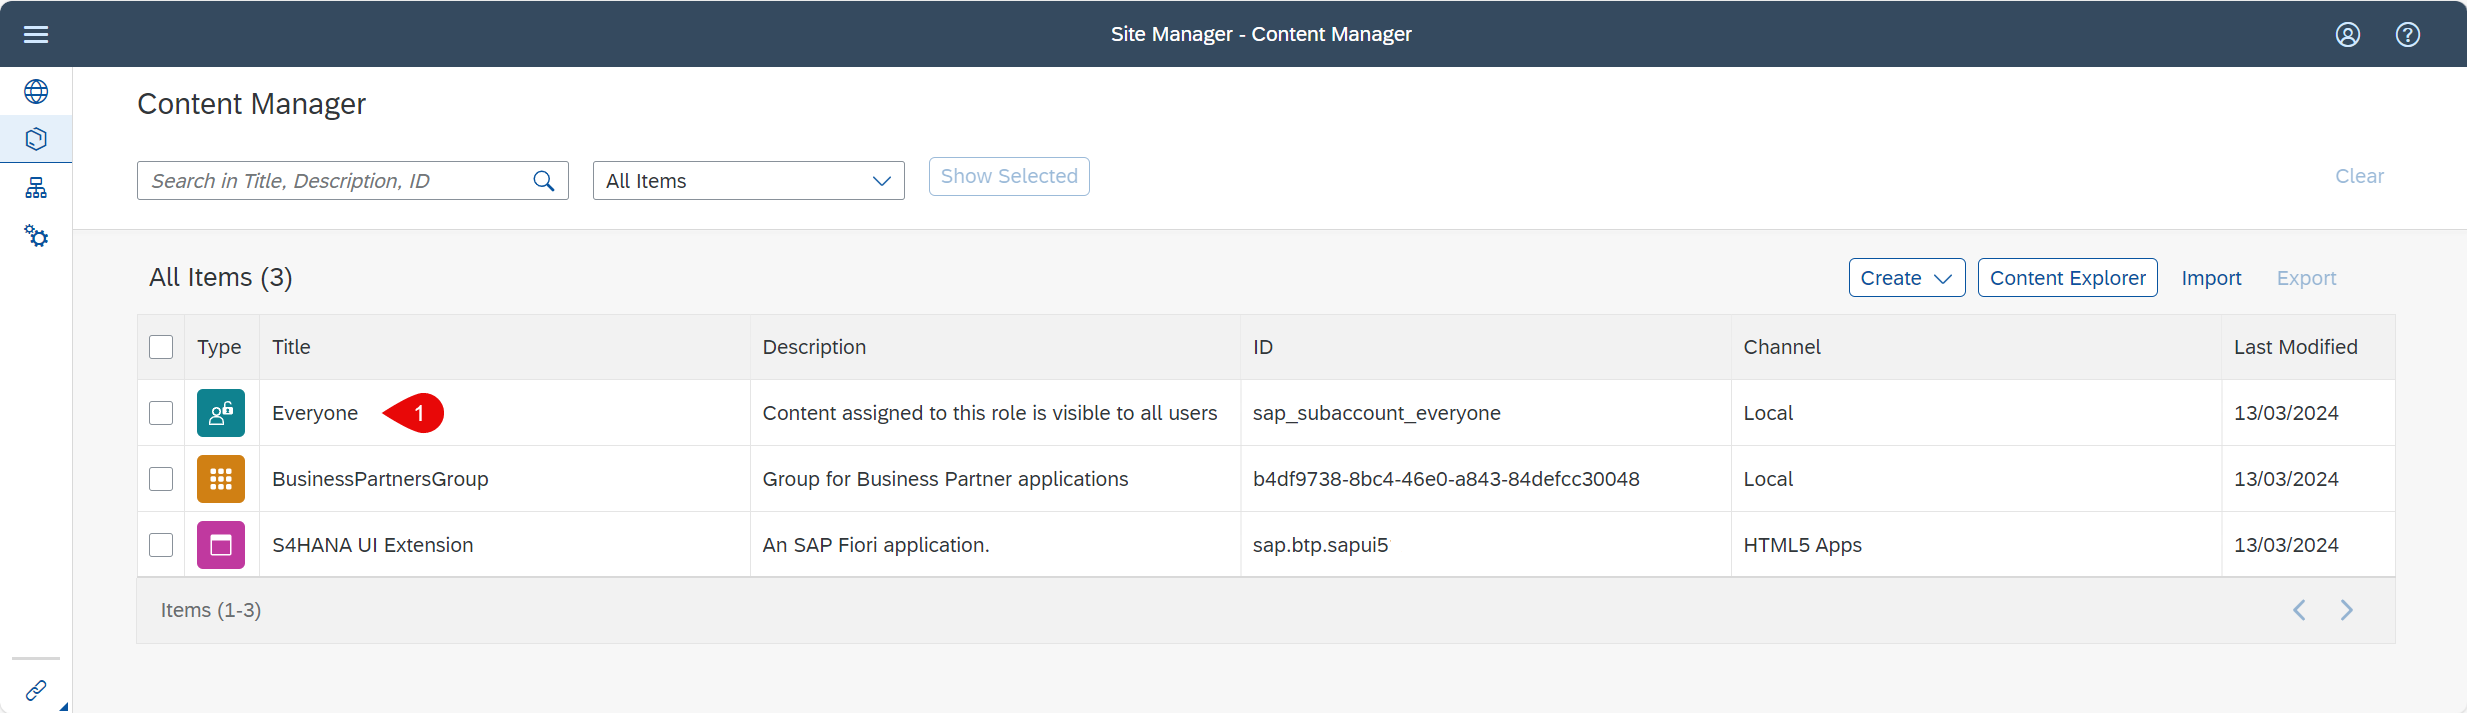 Site Manager - Content Manager
?
Content Manager
Search in Title, Description, ID
All Items
Show Selected
Clear
All Items (3)
Create
Content Explorer
Import
Export
Type Title Description ID Channel Last Modified
Everyone 1 Content assigned to this role is visible to all users sap_subaccount_everyone Local 13/03/2024
BusinessPartnersGroup Group for Business Partner applications b4df9738-8bc4-46e0-a843-84defcc30048 Local 13/03/2024
S4HANA UI Extension An SAP Fiori application. sap.btp.sapui5 HTML5 Apps 13/03/2024
Items (1-3)